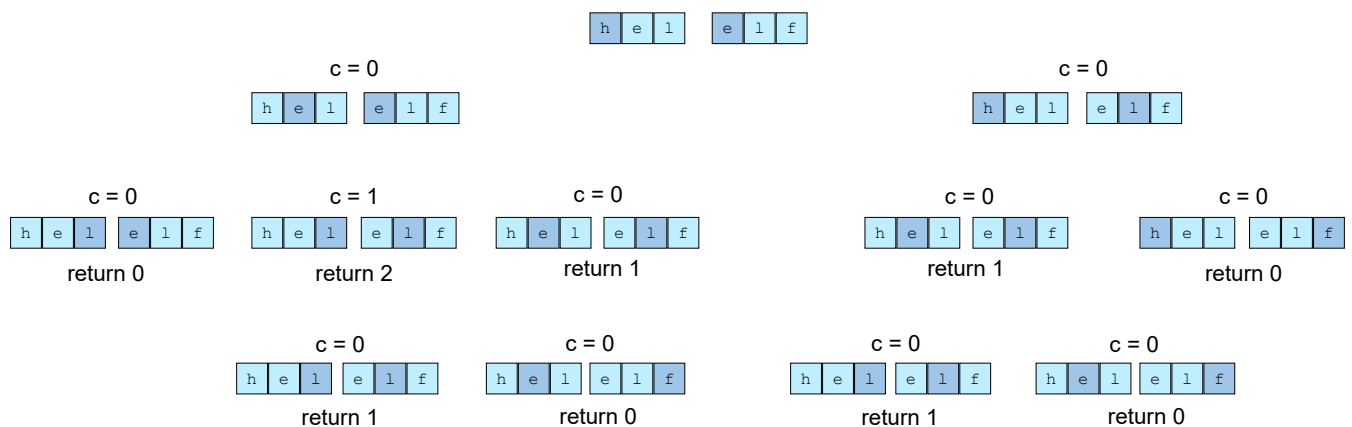 h e l e l f
c = 0 c = 0
h e l e l f h e l e l f
c = 0 c = 1 c = 0 c = 0 c = 0
h e l e l f h e l e l f h e l e l f h e l e l f h e l e l f
return 0 return 2 return 1 return 1 return 0
c = 0 c = 0 c = 0 c = 0
h e l e l f h e l e l f h e l e l f h e l e l f
return 1 return 0 return 1 return 0